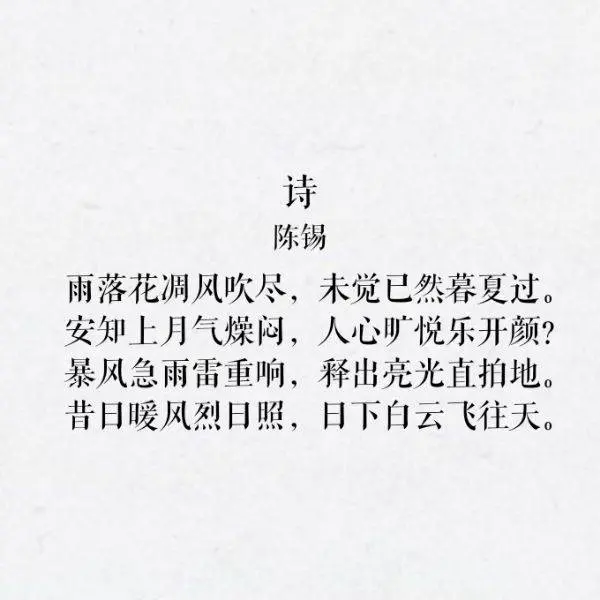 诗
陈锡
雨落花凋风吹尽，未觉已然暮夏过。
安知上月气燥闷，人心旷悦乐开颜？
暴风急雨雷重响，释出亮光直拍地。
昔日暖风烈日照，日下白云飞往天。